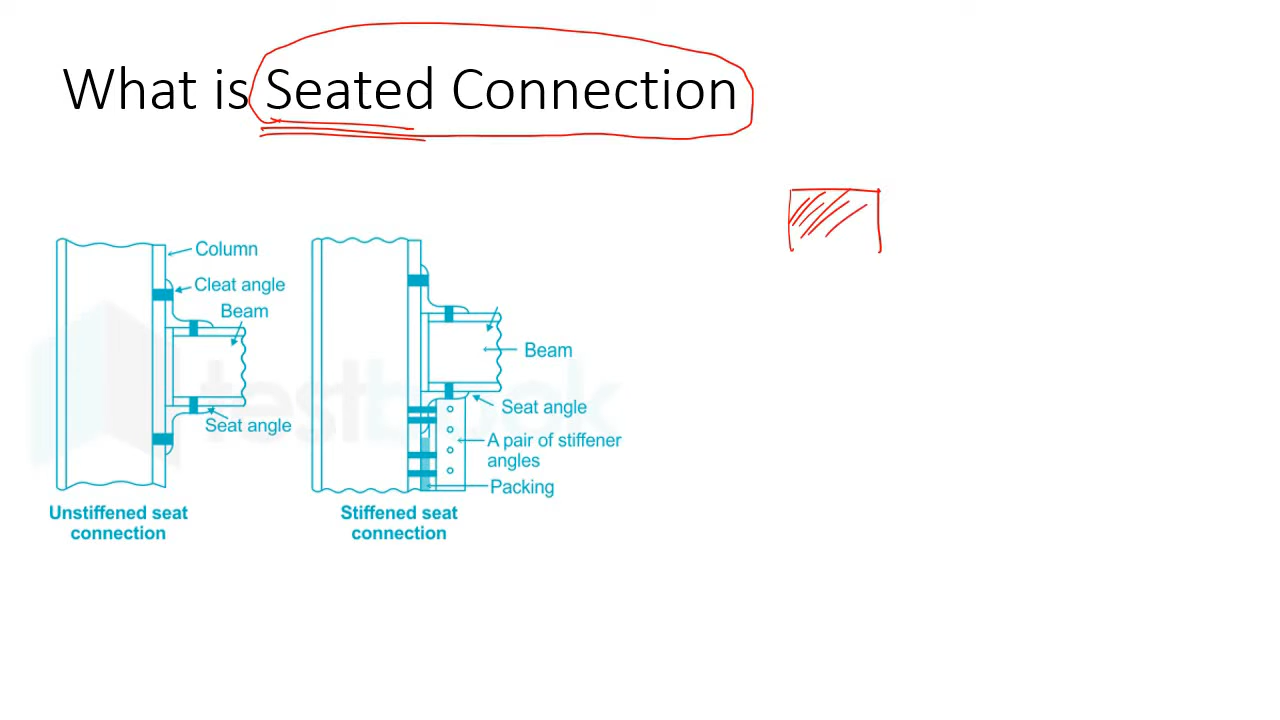 What is Seated Connection
Column
Cleat angle
Beam
Seat angle
Unstiffened seat
connection
Beam
Seat angle
A pair of stiffener
angles
Packing
Stiffened seat
connection
testbook